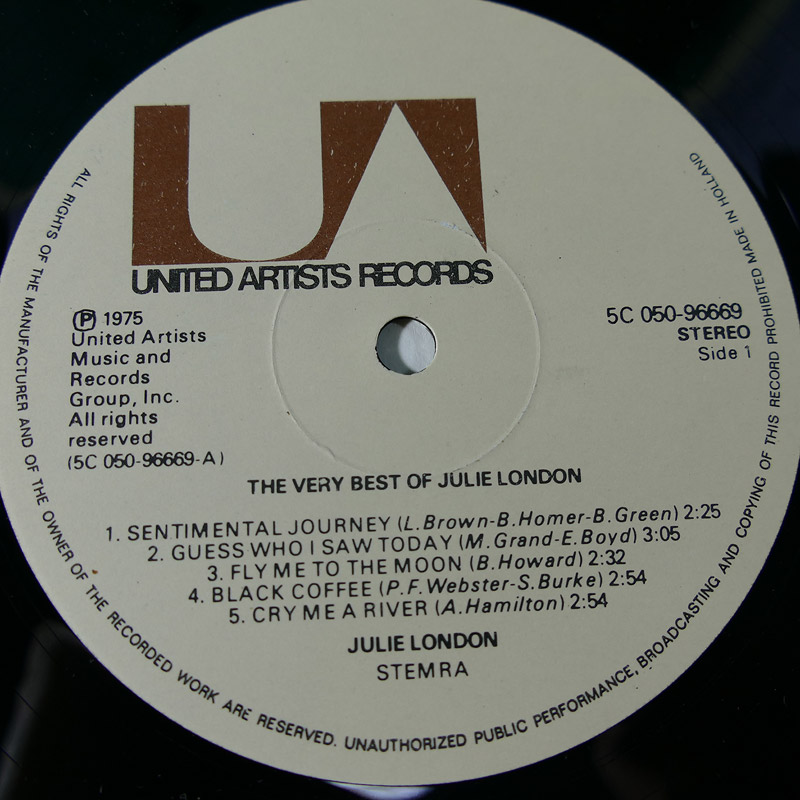 UA
UNITED ARTISTS RECORDS
Ⓟ 1975
United Artists
Music and
Records
Group, Inc.
All rights
reserved
(5C 050-96669-A)
5C 050-96669
STEREO
Side 1
THE VERY BEST OF JULIE LONDON
1. SENTIMENTAL JOURNEY (L.Brown-B.Homer-B.Green) 2:25
2. GUESS WHO I SAW TODAY (M.Grand-E.Boyd) 3:05
3. FLY ME TO THE MOON (B.Howard) 2:32
4. BLACK COFFEE (P.F.Webster-S.Burke) 2:54
5. CRY ME A RIVER (A.Hamilton) 2:54
JULIE LONDON
STEMRA
ALL RIGHTS OF THE MANUFACTURER AND OF THE OWNER OF THE RECORDED WORK ARE RESERVED. UNAUTHORIZED PUBLIC PERFORMANCE, BROADCASTING AND COPYING OF THIS RECORD PROHIBITED MADE IN HOLLAND